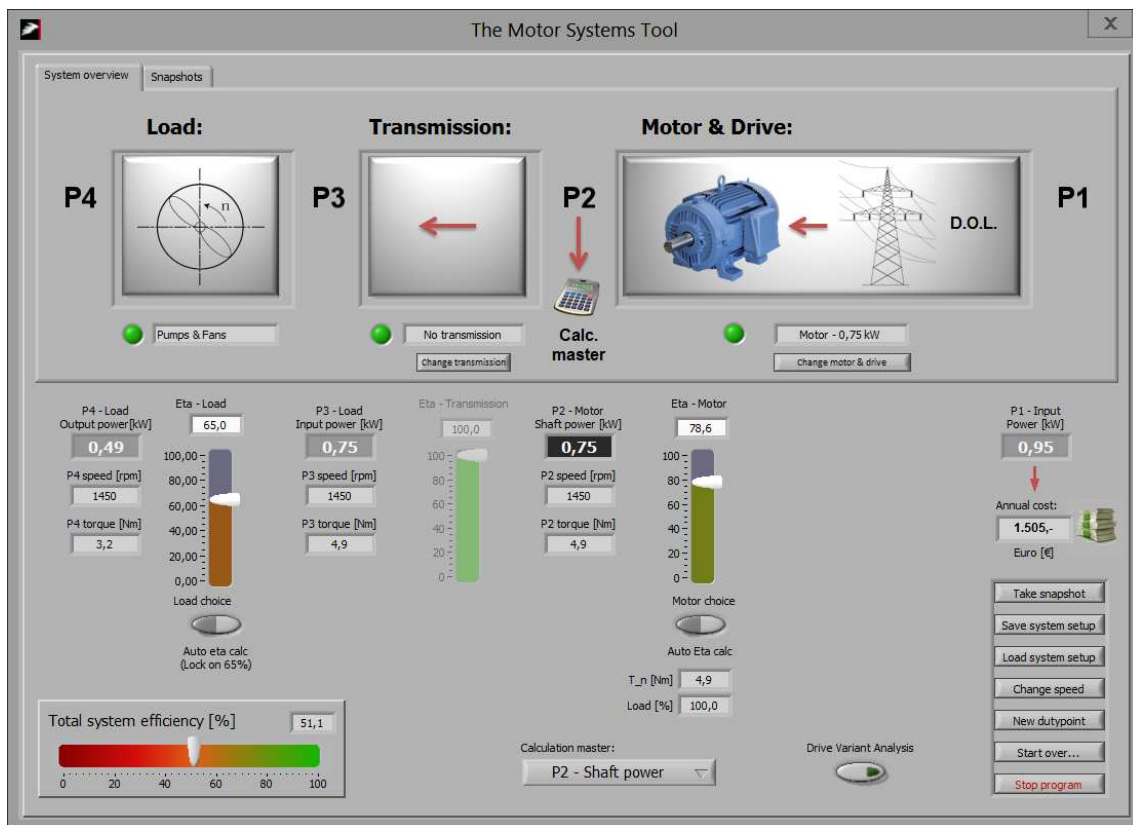 The Motor Systems Tool
X
System overview
Snapshots
Load:
Transmission:
Motor & Drive:
P4
n
P3
P2
D.O.L.
P1
Pumps & Fans
No transmission
Change transmission
Calc.
master
Motor - 0,75 kW
Change motor & drive
P4 - Load
Output power[kW]
0,49
P4 speed [rpm]
1450
P4 torque [Nm]
3,2
Eta - Load
65,0
100,00
80,00
60,00
40,00
20,00
0,00
Load choice
Auto eta calc
(Lock on 65%)
P3 - Load
Input power [kW]
0,75
P3 speed [rpm]
1450
P3 torque [Nm]
4,9
Eta - Transmission
100,0
100
80
60
40
20
0
P2 - Motor
Shaft power [kW]
0,75
P2 speed [rpm]
1450
P2 torque [Nm]
4,9
Eta - Motor
78,6
100
80
60
40
20
0
Motor choice
Auto Eta calc
T_n [Nm] 4,9
Load [%] 100,0
P1 - Input
Power [kW]
0,95
Annual cost:
1.505,-
Euro [€]
Take snapshot
Save system setup
Load system setup
Change speed
New dutypoint
Start over...
Stop program
Total system efficiency [%] 51,1
0 20 40 60 80 100
Calculation master:
P2 - Shaft power
Drive Variant Analysis